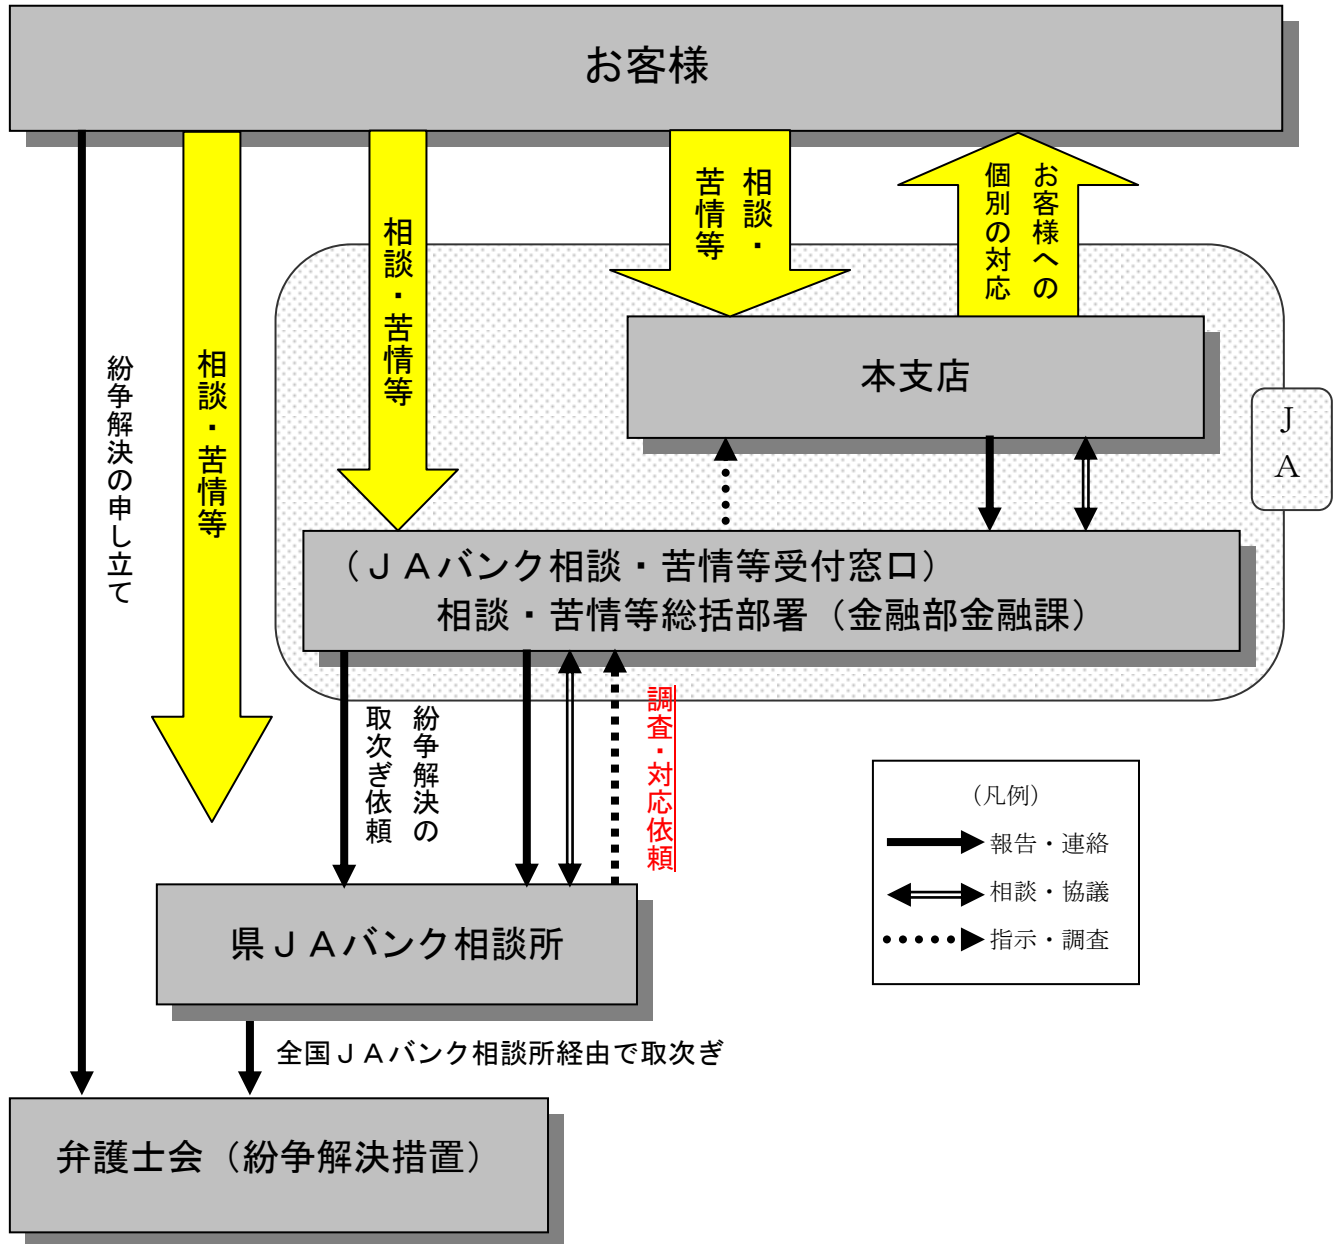 お客様
相談・
苦情等
お客様への
個別の対応
相談・苦情等
相談・苦情等
紛争解決の申し立て
本支店
ＪＡ
（ＪＡバンク相談・苦情等受付窓口）
相談・苦情等総括部署（金融部金融課）
紛争解決の
取次ぎ依頼
調査・対応依頼
（凡例）
報告・連絡
相談・協議
指示・調査
県ＪＡバンク相談所
全国ＪＡバンク相談所経由で取次ぎ
弁護士会（紛争解決措置）